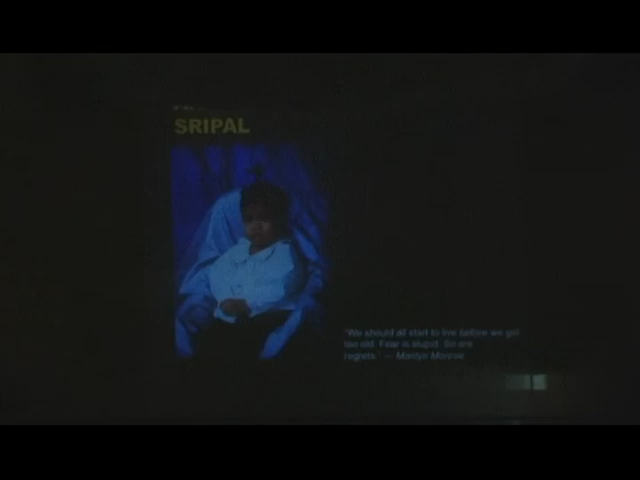 SRIPAL
"We should all start to live before we get
too old. Fear is stupid. So are
regrets." — Marilyn Monroe